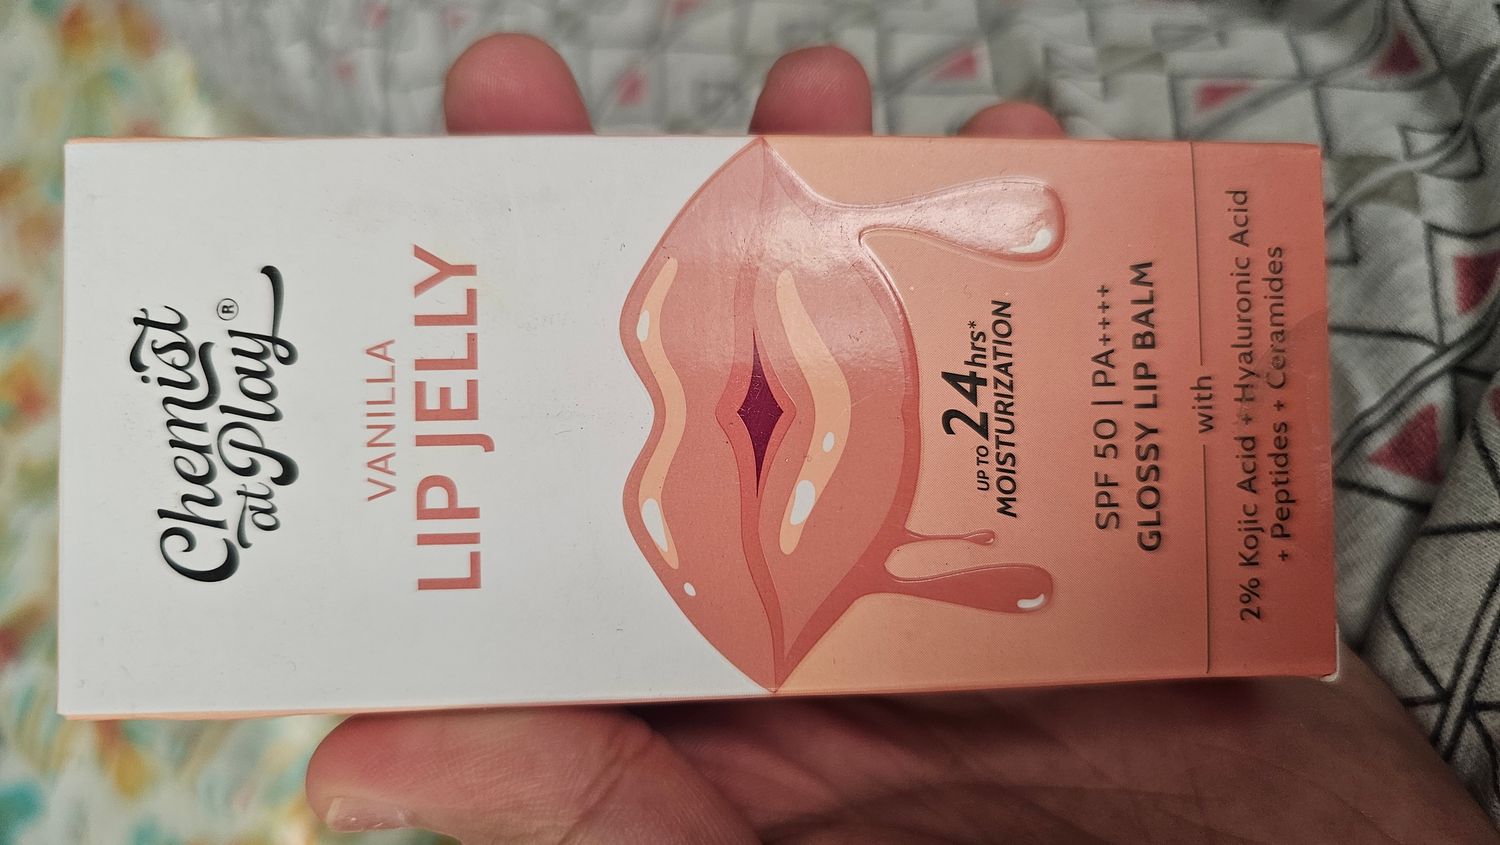 Chemist
at Play®
VANILLA
LIP JELLY
UP TO 24hrs*
MOISTURIZATION
SPF 50 | PA++++
GLOSSY LIP BALM
with
2% Kojic Acid + Hyaluronic Acid
+ Peptides + Ceramides